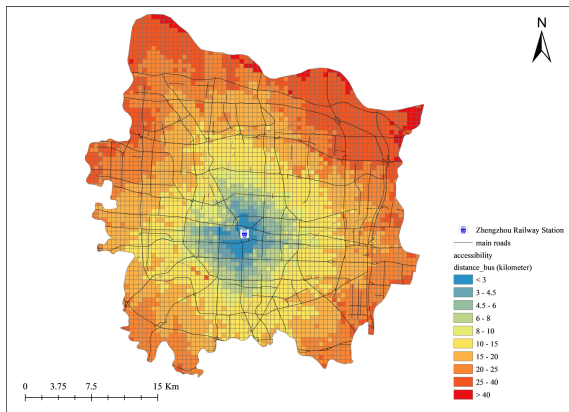 N
Zhengzhou Railway Station
main roads
accessibility
distance_bus (kilometer)
< 3
3 - 4.5
4.5 - 6
6 - 8
8 - 10
10 - 15
15 - 20
20 - 25
25 - 40
> 40
0 3.75 7.5 15 Km